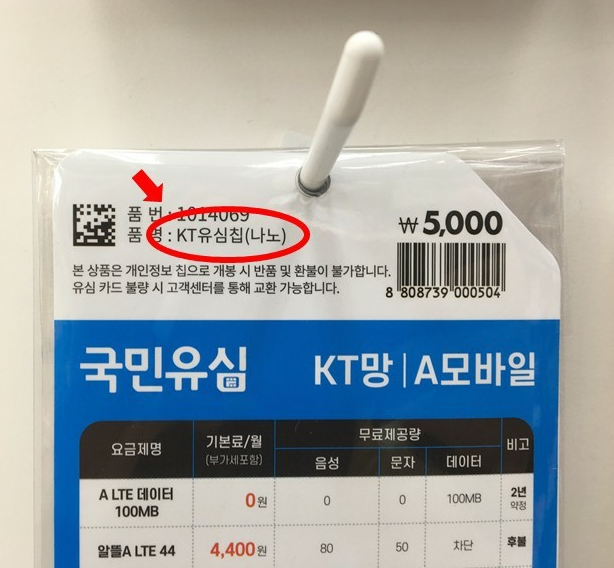 품 번 : 1014069
품 명 : KT유심칩(나노)
₩5,000
본 상품은 개인정보 칩으로 개봉 시 반품 및 환불이 불가합니다.
유심 카드 불량 시 고객센터를 통해 교환 가능합니다.
8 808739 000504
국민유심
KT망 | A모바일
요금제명 기본료/월 (부가세포함) 무료제공량 비고
음성 문자 데이터
A LTE 데이터 100MB 0원 0 0 100MB 2년 약정
알뜰A LTE 44 4,400원 80 50 차단 후불